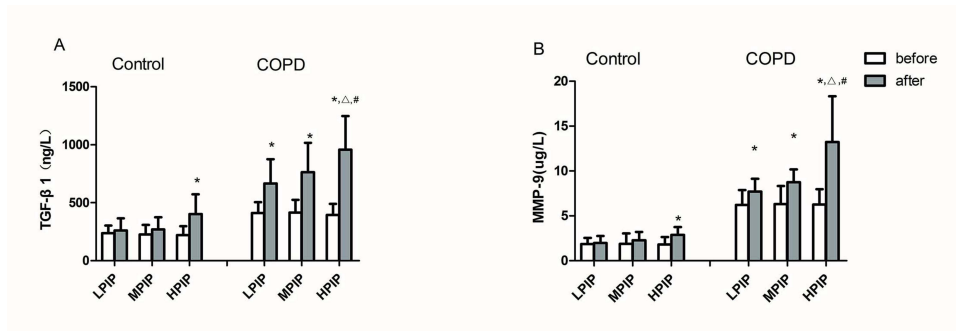 A
Control
COPD
TGF-β 1 (ng/L)
1500
1000
500
0
*
*
*
*,△,#
LPIP
MPIP
HPIP
LPIP
MPIP
HPIP
B
Control
COPD
before
after
MMP-9(ug/L)
20
15
10
5
0
*
*
*
*,△,#
LPIP
MPIP
HPIP
LPIP
MPIP
HPIP